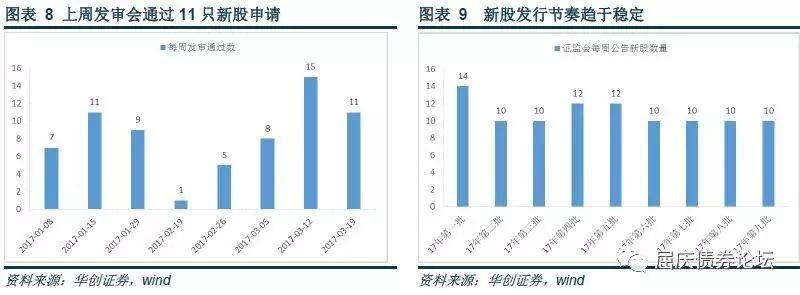 图表 8 上周发审会通过 11 只新股申请
每周发审通过数
16
14
12
10
8
6
4
2
0
7
11
9
1
5
8
15
11
2017-01-08
2017-01-15
2017-01-29
2017-02-19
2017-02-26
2017-03-05
2017-03-12
2017-03-19
资料来源：华创证券，wind
图表 9 新股发行节奏趋于稳定
证监会每周公告新股数量
16
14
12
10
8
6
4
2
0
14
10
10
12
12
10
10
10
10
17年第一批
17年第二批
17年第三批
17年第四批
17年第五批
17年第六批
17年第七批
17年第八批
17年第九批
资料来源：华创证券，wind
屈庆债券论坛